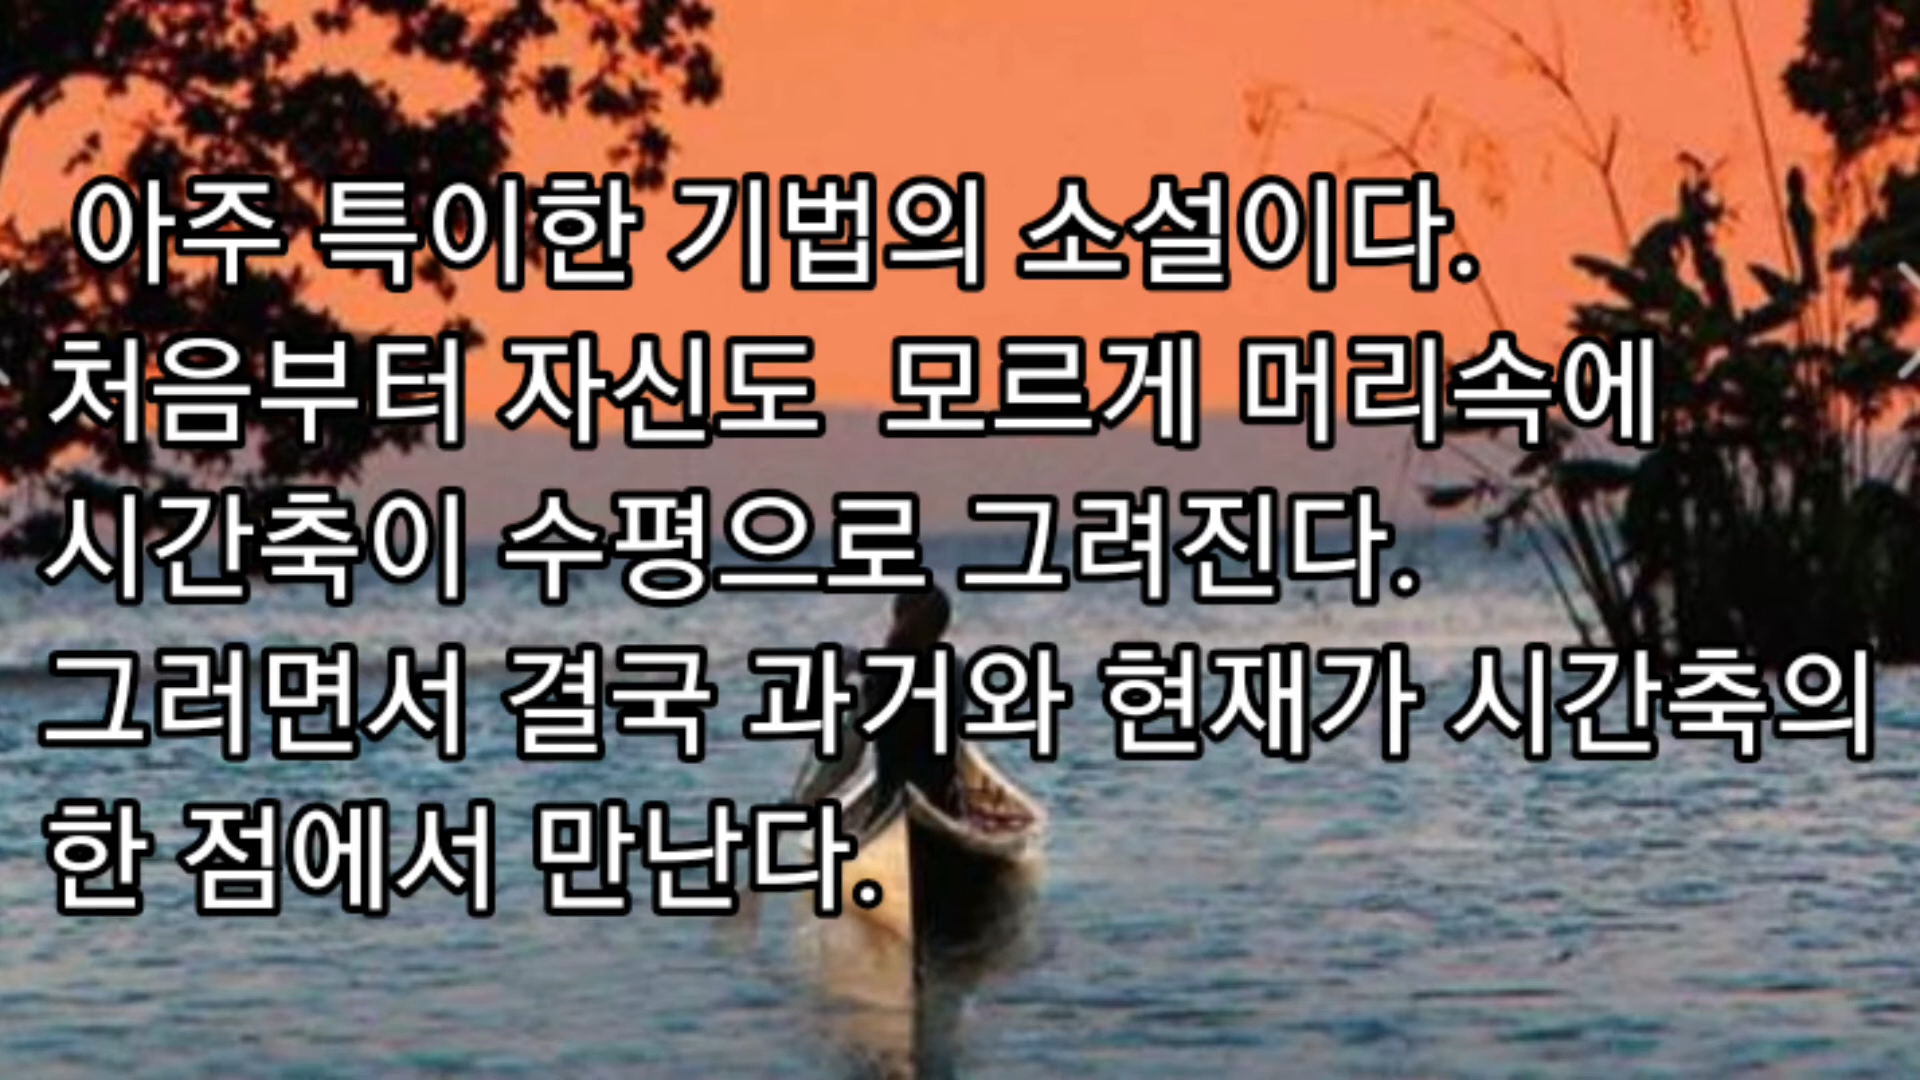 아주 특이한 기법의 소설이다.
처음부터 자신도 모르게 머리속에
시간축이 수평으로 그려진다.
그러면서 결국 과거와 현재가 시간축의
한 점에서 만난다.